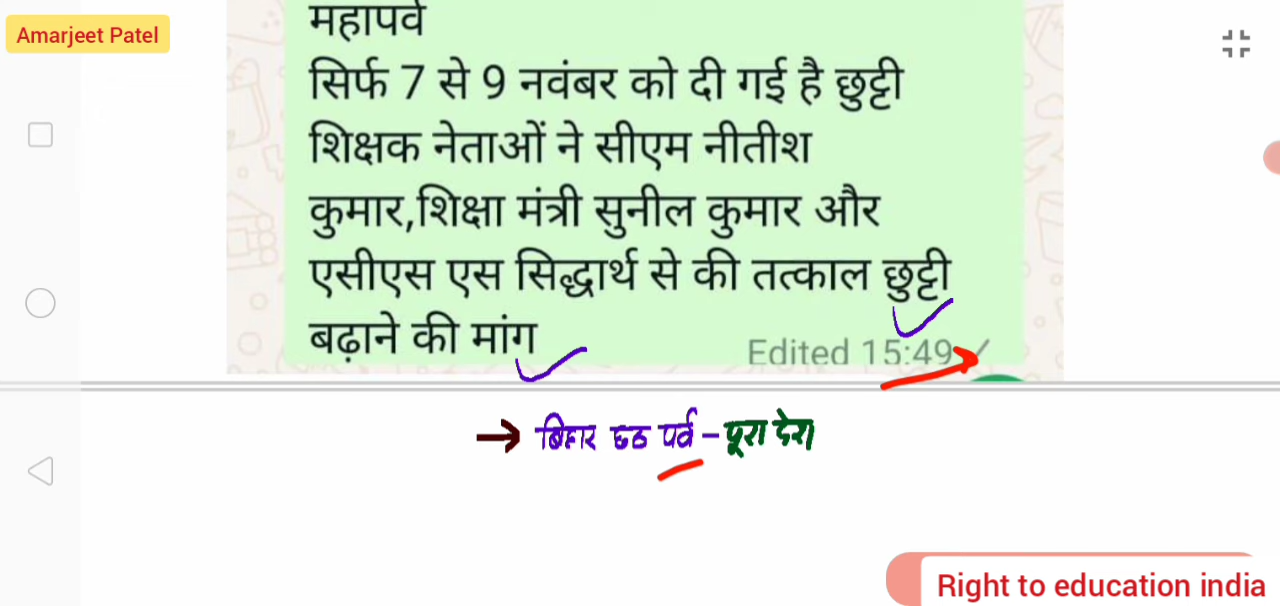 Amarjeet Patel
महापर्व
सिर्फ 7 से 9 नवंबर को दी गई है छुट्टी
शिक्षक नेताओं ने सीएम नीतीश
कुमार,शिक्षा मंत्री सुनील कुमार और
एसीएस एस सिद्धार्थ से की तत्काल छुट्टी
बढ़ाने की मांग
Edited 15:49
→ बिहार छठ पर्व – पूरा देश
Right to education india